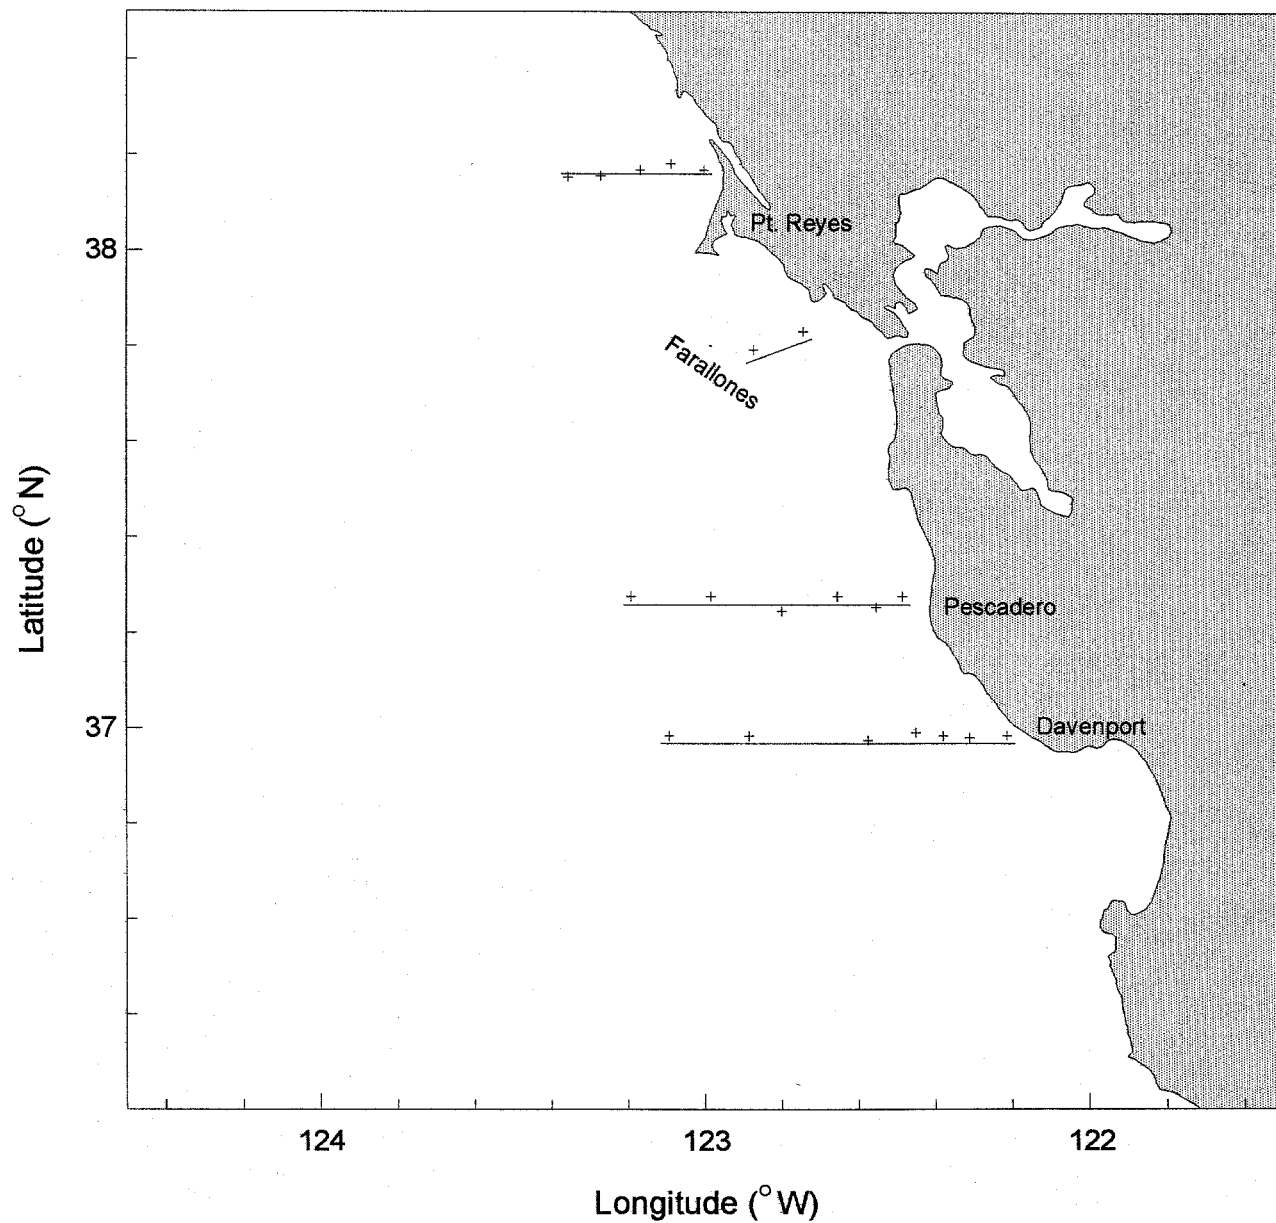 Pt. Reyes
38
Farallones
Latitude (°N)
Pescadero
37
Davenport
124
123
122
Longitude (°W)